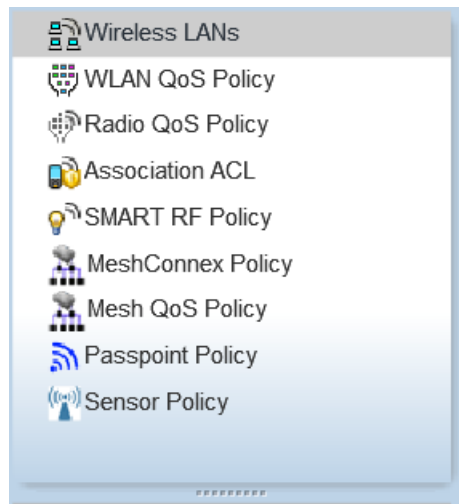 Wireless LANs
WLAN QoS Policy
Radio QoS Policy
Association ACL
SMART RF Policy
MeshConnex Policy
Mesh QoS Policy
Passpoint Policy
Sensor Policy